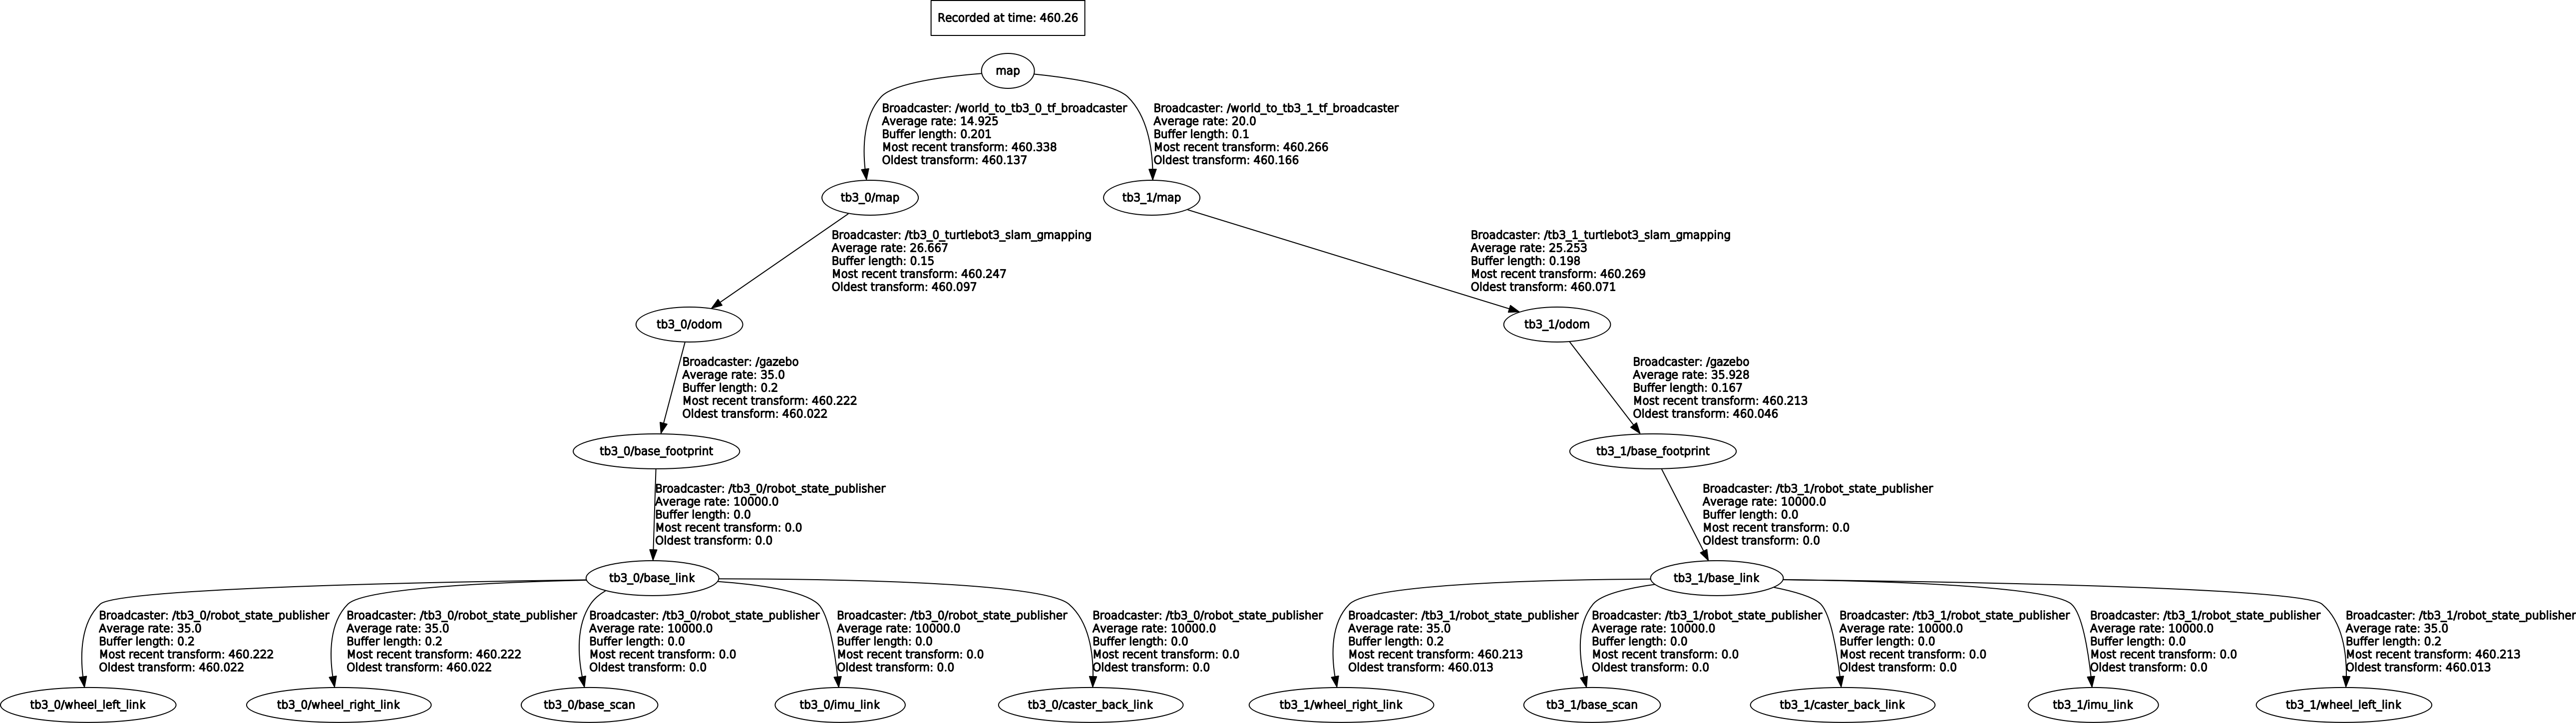 Recorded at time: 460.26
map
Broadcaster: /world_to_tb3_0_tf_broadcaster
Average rate: 14.925
Buffer length: 0.201
Most recent transform: 460.338
Oldest transform: 460.137
Broadcaster: /world_to_tb3_1_tf_broadcaster
Average rate: 20.0
Buffer length: 0.1
Most recent transform: 460.266
Oldest transform: 460.166
tb3_0/map
tb3_1/map
Broadcaster: /tb3_0_turtlebot3_slam_gmapping
Average rate: 26.667
Buffer length: 0.15
Most recent transform: 460.247
Oldest transform: 460.097
Broadcaster: /tb3_1_turtlebot3_slam_gmapping
Average rate: 25.253
Buffer length: 0.198
Most recent transform: 460.269
Oldest transform: 460.071
tb3_0/odom
tb3_1/odom
Broadcaster: /gazebo
Average rate: 35.0
Buffer length: 0.2
Most recent transform: 460.222
Oldest transform: 460.022
Broadcaster: /gazebo
Average rate: 35.928
Buffer length: 0.167
Most recent transform: 460.213
Oldest transform: 460.046
tb3_0/base_footprint
tb3_1/base_footprint
Broadcaster: /tb3_0/robot_state_publisher
Average rate: 10000.0
Buffer length: 0.0
Most recent transform: 0.0
Oldest transform: 0.0
Broadcaster: /tb3_1/robot_state_publisher
Average rate: 10000.0
Buffer length: 0.0
Most recent transform: 0.0
Oldest transform: 0.0
tb3_0/base_link
tb3_1/base_link
Broadcaster: /tb3_0/robot_state_publisher
Average rate: 35.0
Buffer length: 0.2
Most recent transform: 460.222
Oldest transform: 460.022
Broadcaster: /tb3_0/robot_state_publisher
Average rate: 35.0
Buffer length: 0.2
Most recent transform: 460.222
Oldest transform: 460.022
Broadcaster: /tb3_0/robot_state_publisher
Average rate: 10000.0
Buffer length: 0.0
Most recent transform: 0.0
Oldest transform: 0.0
Broadcaster: /tb3_0/robot_state_publisher
Average rate: 10000.0
Buffer length: 0.0
Most recent transform: 0.0
Oldest transform: 0.0
Broadcaster: /tb3_0/robot_state_publisher
Average rate: 10000.0
Buffer length: 0.0
Most recent transform: 0.0
Oldest transform: 0.0
Broadcaster: /tb3_1/robot_state_publisher
Average rate: 35.0
Buffer length: 0.2
Most recent transform: 460.213
Oldest transform: 460.013
Broadcaster: /tb3_1/robot_state_publisher
Average rate: 10000.0
Buffer length: 0.0
Most recent transform: 0.0
Oldest transform: 0.0
Broadcaster: /tb3_1/robot_state_publisher
Average rate: 10000.0
Buffer length: 0.0
Most recent transform: 0.0
Oldest transform: 0.0
Broadcaster: /tb3_1/robot_state_publisher
Average rate: 10000.0
Buffer length: 0.0
Most recent transform: 0.0
Oldest transform: 0.0
Broadcaster: /tb3_1/robot_state_publisher
Average rate: 35.0
Buffer length: 0.2
Most recent transform: 460.213
Oldest transform: 460.013
tb3_0/wheel_left_link
tb3_0/wheel_right_link
tb3_0/base_scan
tb3_0/imu_link
tb3_0/caster_back_link
tb3_1/wheel_right_link
tb3_1/base_scan
tb3_1/caster_back_link
tb3_1/imu_link
tb3_1/wheel_left_link